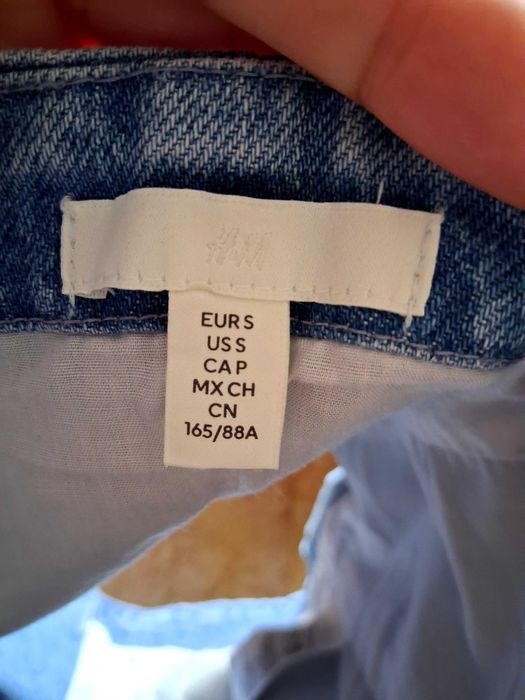 H&M
EUR S
US S
CA P
MX CH
CN
165/88A